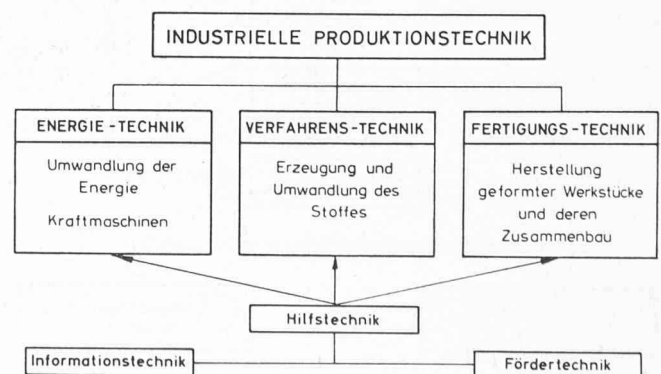 INDUSTRIELLE PRODUKTIONSTECHNIK
ENERGIE-TECHNIK
Umwandlung der
Energie
Kraftmaschinen
VERFAHRENS-TECHNIK
Erzeugung und
Umwandlung des
Stoffes
FERTIGUNGS-TECHNIK
Herstellung
geformter Werkstücke
und deren
Zusammenbau
Hilfstechnik
Informationstechnik
Fördertechnik